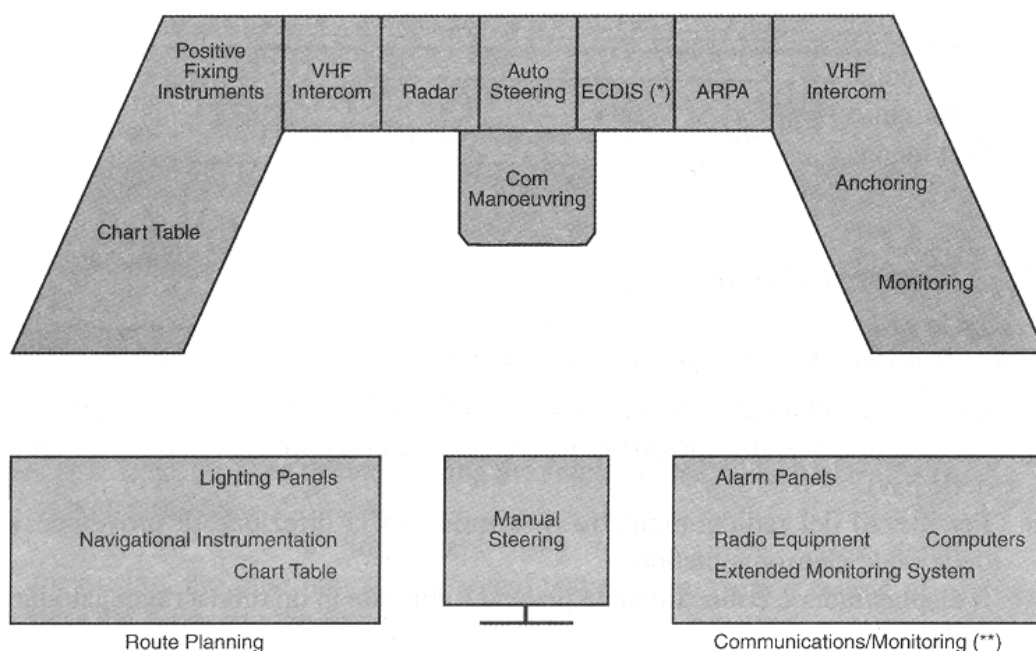 Positive
Fixing
Instruments
VHF
Intercom
Radar
Auto
Steering
ECDIS (*)
ARPA
VHF
Intercom
Com
Manoeuvring
Anchoring
Chart Table
Monitoring
Lighting Panels
Navigational Instrumentation
Chart Table
Manual
Steering
Alarm Panels
Radio Equipment
Computers
Extended Monitoring System
Route Planning
Communications/Monitoring (**)